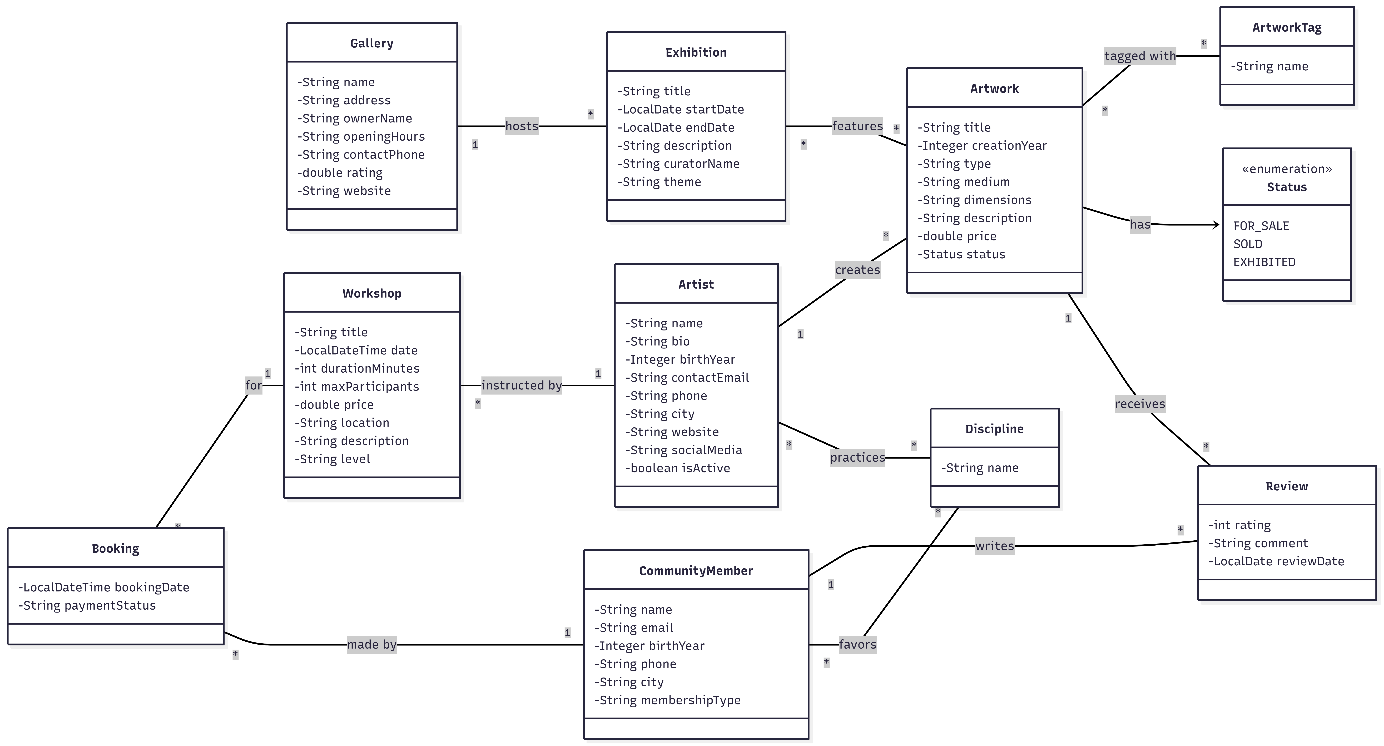 Gallery
-String name
-String address
-String ownerName
-String openingHours
-String contactPhone
-double rating
-String website
1
hosts
*
Exhibition
-String title
-LocalDate startDate
-LocalDate endDate
-String description
-String curatorName
-String theme
*
features
*
Artwork
-String title
-Integer creationYear
-String type
-String medium
-String dimensions
-String description
-double price
-Status status
*
tagged with
*
ArtworkTag
-String name
has
«enumeration»
Status
FOR_SALE
SOLD
EXHIBITED
Workshop
-String title
-LocalDateTime date
-int durationMinutes
-int maxParticipants
-double price
-String location
-String description
-String level
*
instructed by
1
Artist
-String name
-String bio
-Integer birthYear
-String contactEmail
-String phone
-String city
-String website
-String socialMedia
-boolean isActive
1
creates
*
*
practices
*
Discipline
-String name
1
receives
*
Review
-int rating
-String comment
-LocalDate reviewDate
1
for
*
Booking
-LocalDateTime bookingDate
-String paymentStatus
*
made by
1
CommunityMember
-String name
-String email
-Integer birthYear
-String phone
-String city
-String membershipType
1
writes
*
*
favors
*